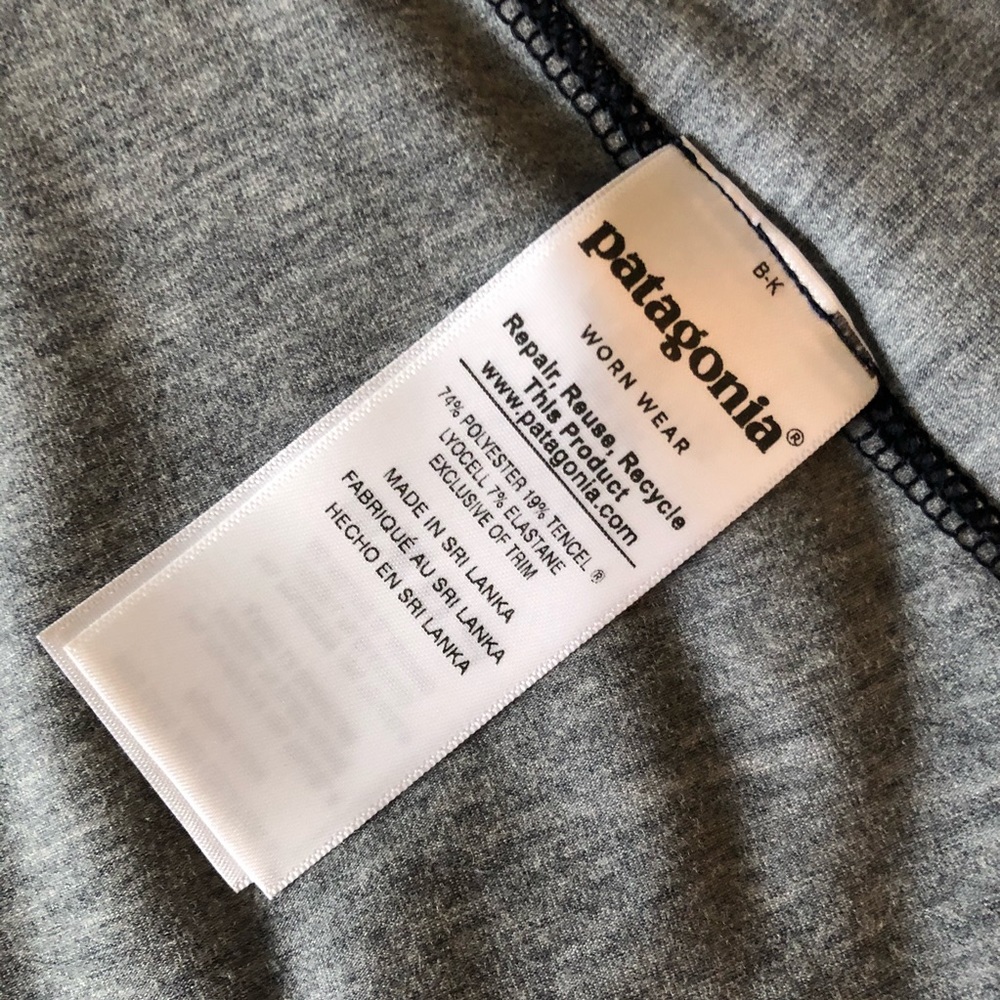 B-K
patagonia®
WORN WEAR
Repair, Reuse, Recycle
This Product
www.patagonia.com
74% POLYESTER 19% TENCEL®
LYOCELL 7% ELASTANE
EXCLUSIVE OF TRIM
MADE IN SRI LANKA
FABRIQUÉ AU SRI LANKA
HECHO EN SRI LANKA